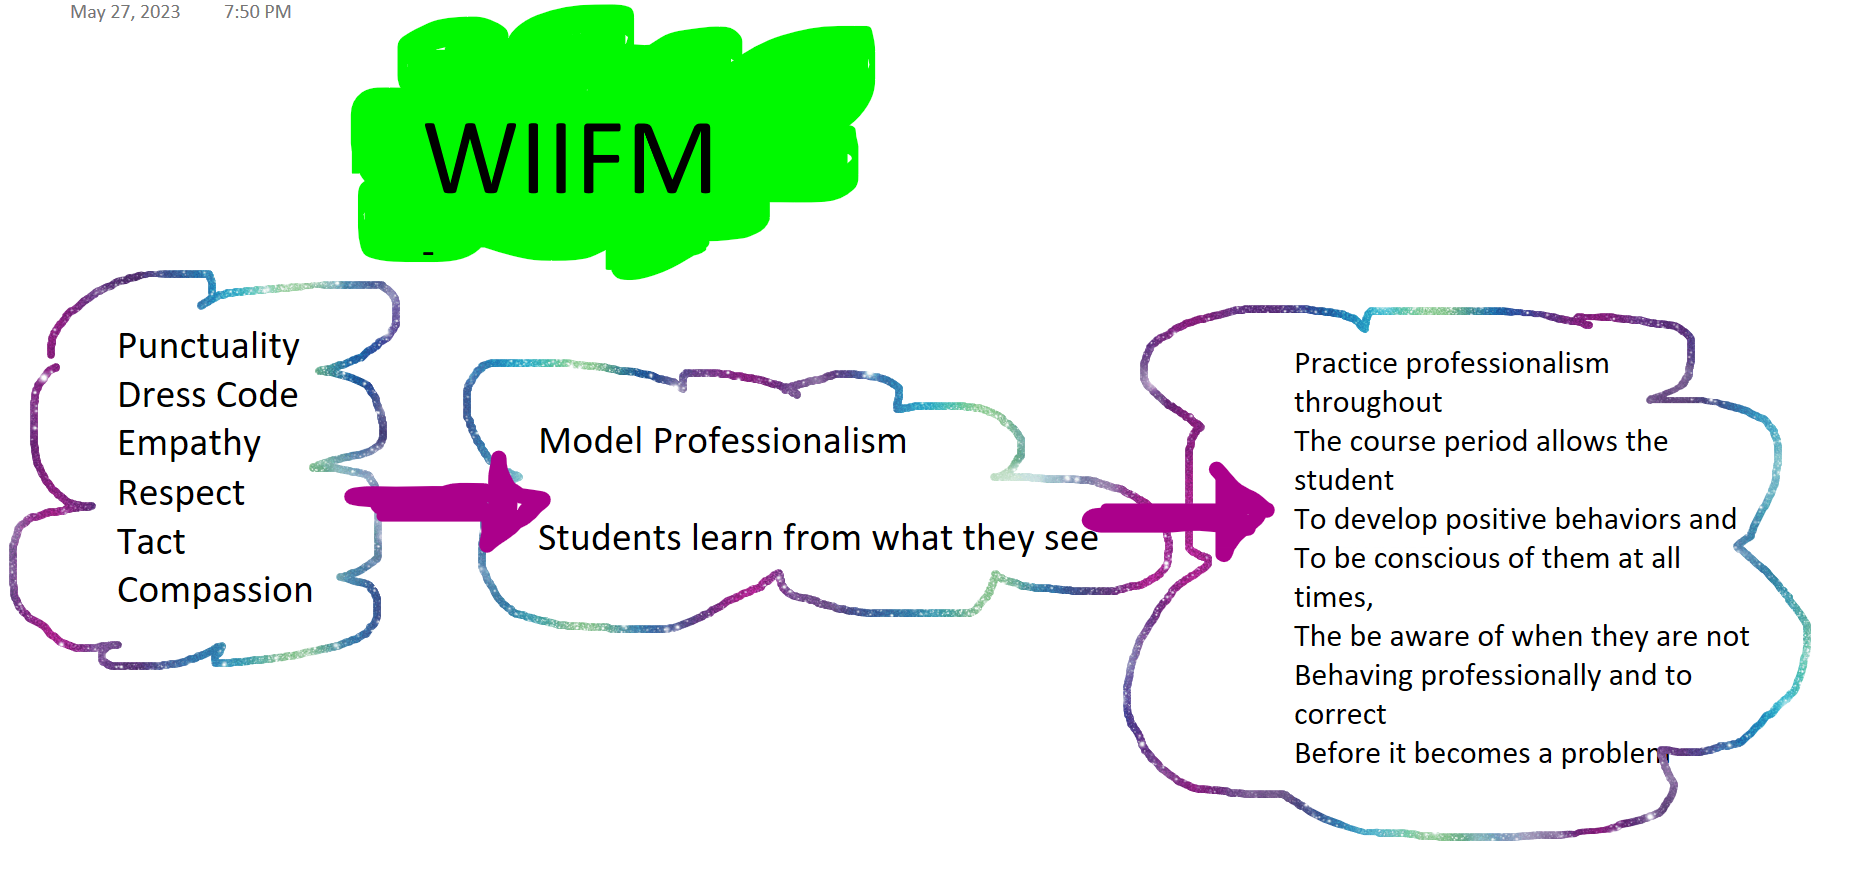 May 27, 2023 7:50 PM
WIIFM
-
Punctuality
Dress Code
Empathy
Respect
Tact
Compassion
Model Professionalism
Students learn from what they see
Practice professionalism
throughout
The course period allows the
student
To develop positive behaviors and
To be conscious of them at all
times,
The be aware of when they are not
Behaving professionally and to
correct
Before it becomes a problem